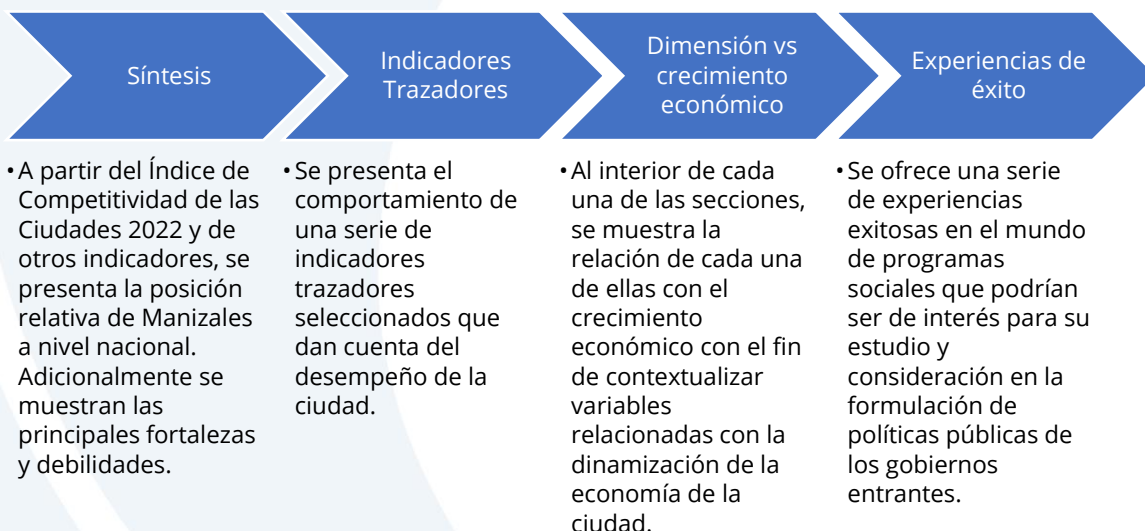 Síntesis
Indicadores
Trazadores
Dimensión vs
crecimiento
económico
Experiencias de
éxito
•A partir del Índice de
Competitividad de las
Ciudades 2022 y de
otros indicadores, se
presenta la posición
relativa de Manizales
a nivel nacional.
Adicionalmente se
muestran las
principales fortalezas
y debilidades.
•Se presenta el
comportamiento de
una serie de
indicadores
trazadores
seleccionados que
dan cuenta del
desempeño de la
ciudad.
•Al interior de cada
una de las secciones,
se muestra la
relación de cada una
de ellas con el
crecimiento
económico con el fin
de contextualizar
variables
relacionadas con la
dinamización de la
economía de la
ciudad.
•Se ofrece una serie
de experiencias
exitosas en el mundo
de programas
sociales que podrían
ser de interés para su
estudio y
consideración en la
formulación de
políticas públicas de
los gobiernos
entrantes.